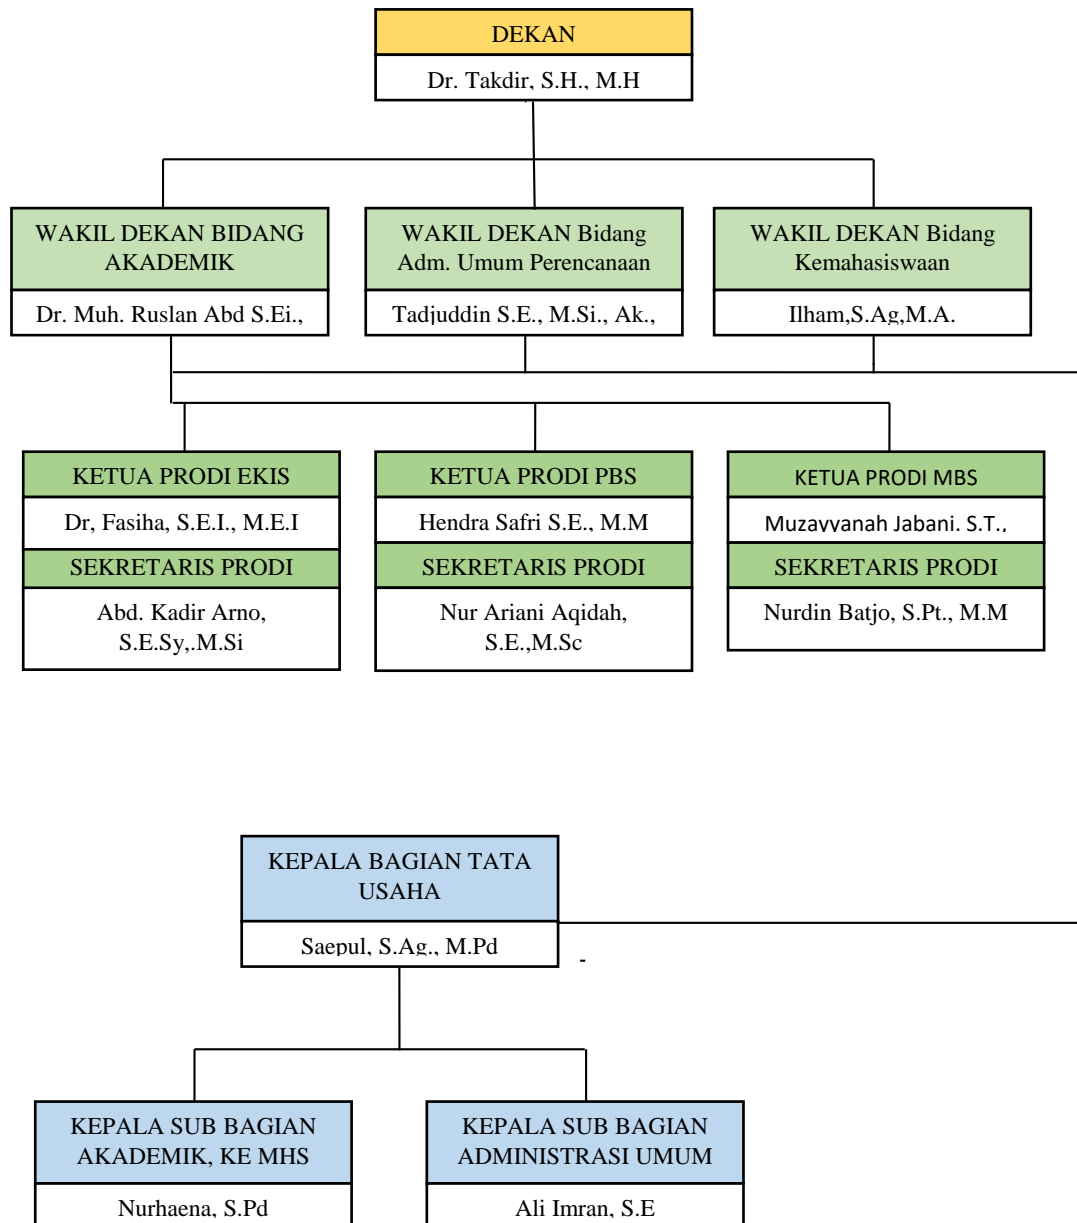 DEKAN
Dr. Takdir, S.H., M.H
WAKIL DEKAN BIDANG
AKADEMIK
Dr. Muh. Ruslan Abd S.Ei.,
WAKIL DEKAN Bidang
Adm. Umum Perencanaan
Tadjuddin S.E., M.Si., Ak.,
WAKIL DEKAN Bidang
Kemahasiswaan
Ilham,S.Ag,M.A.
KETUA PRODI EKIS
Dr, Fasiha, S.E.I., M.E.I
SEKRETARIS PRODI
Abd. Kadir Arno,
S.E.Sy,.M.Si
KETUA PRODI PBS
Hendra Safri S.E., M.M
SEKRETARIS PRODI
Nur Ariani Aqidah,
S.E.,M.Sc
KETUA PRODI MBS
Muzayyanah Jabani. S.T.,
SEKRETARIS PRODI
Nurdin Batjo, S.Pt., M.M
KEPALA BAGIAN TATA
USAHA
Saepul, S.Ag., M.Pd
-
KEPALA SUB BAGIAN
AKADEMIK, KE MHS
Nurhaena, S.Pd
KEPALA SUB BAGIAN
ADMINISTRASI UMUM
Ali Imran, S.E